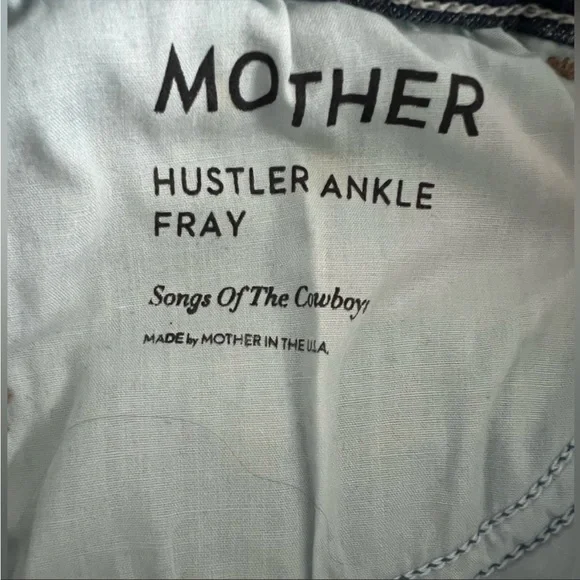 MOTHER
HUSTLER ANKLE
FRAY
Songs Of The Cowboy
MADE by MOTHER IN THE U.S.A.